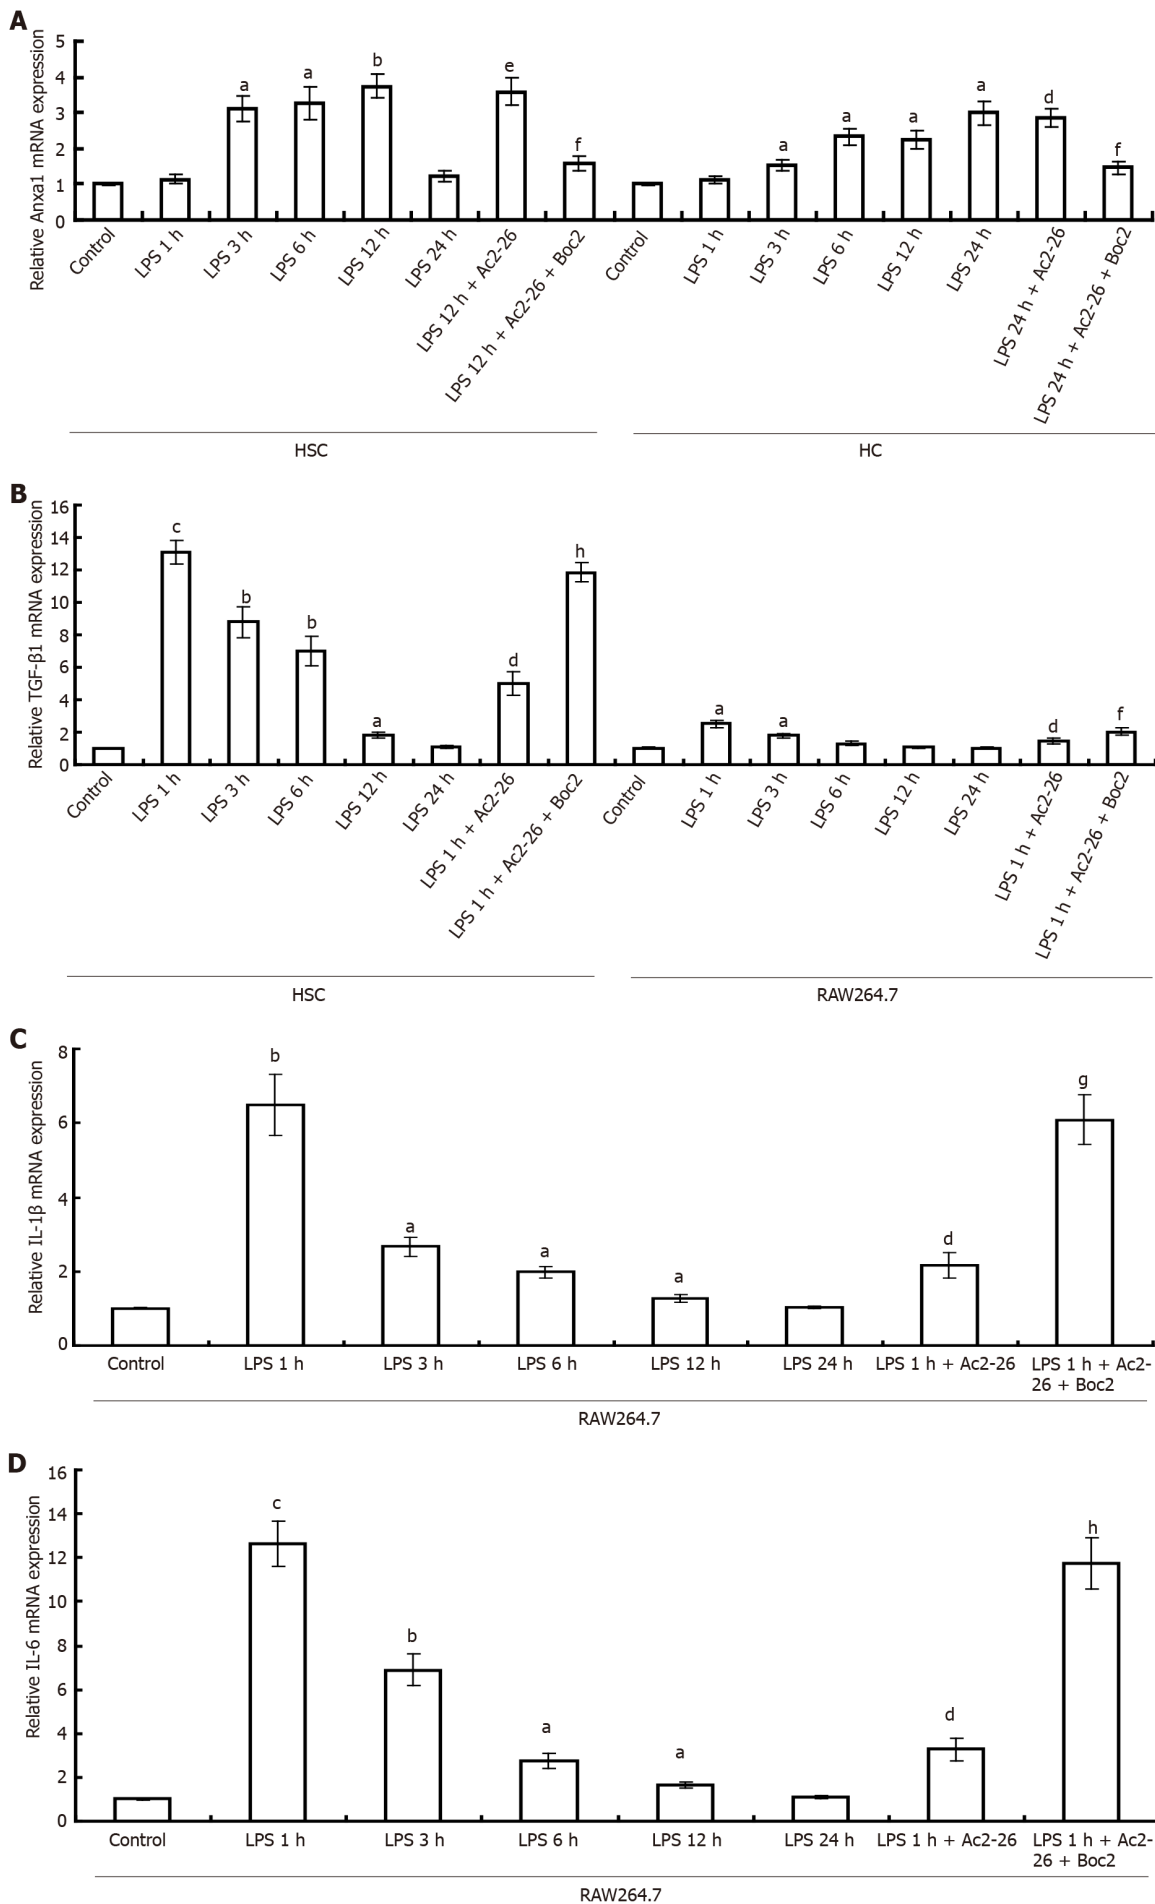 A
Relative Anxa1 mRNA expression
5
4
3
2
1
0
a
a
b
e
f
a
a
a
a
d
f
Control
LPS 1 h
LPS 3 h
LPS 6 h
LPS 12 h
LPS 24 h
LPS 12 h + Ac2-26
LPS 12 h + Ac2-26 + Boc2
Control
LPS 1 h
LPS 3 h
LPS 6 h
LPS 12 h
LPS 24 h
LPS 24 h + Ac2-26
LPS 24 h + Ac2-26 + Boc2
HSC
HC
B
Relative TGF-β1 mRNA expression
16
14
12
10
8
6
4
2
0
c
b
b
a
d
h
a
a
d
f
Control
LPS 1 h
LPS 3 h
LPS 6 h
LPS 12 h
LPS 24 h
LPS 1 h + Ac2-26
LPS 1 h + Ac2-26 + Boc2
Control
LPS 1 h
LPS 3 h
LPS 6 h
LPS 12 h
LPS 24 h
LPS 1 h + Ac2-26
LPS 1 h + Ac2-26 + Boc2
HSC
RAW264.7
C
Relative IL-1β mRNA expression
8
6
4
2
0
b
a
a
a
d
g
Control
LPS 1 h
LPS 3 h
LPS 6 h
LPS 12 h
LPS 24 h
LPS 1 h + Ac2-26
LPS 1 h + Ac2-
26 + Boc2
RAW264.7
D
Relative IL-6 mRNA expression
16
14
12
10
8
6
4
2
0
c
b
a
a
d
h
Control
LPS 1 h
LPS 3 h
LPS 6 h
LPS 12 h
LPS 24 h
LPS 1 h + Ac2-26
LPS 1 h + Ac2-
26 + Boc2
RAW264.7